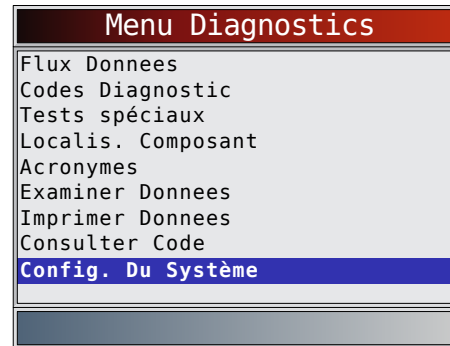 Menu Diagnostics
Flux Donnees
Codes Diagnostic
Tests spéciaux
Localis. Composant
Acronymes
Examiner Donnees
Imprimer Donnees
Consulter Code
Config. Du Système